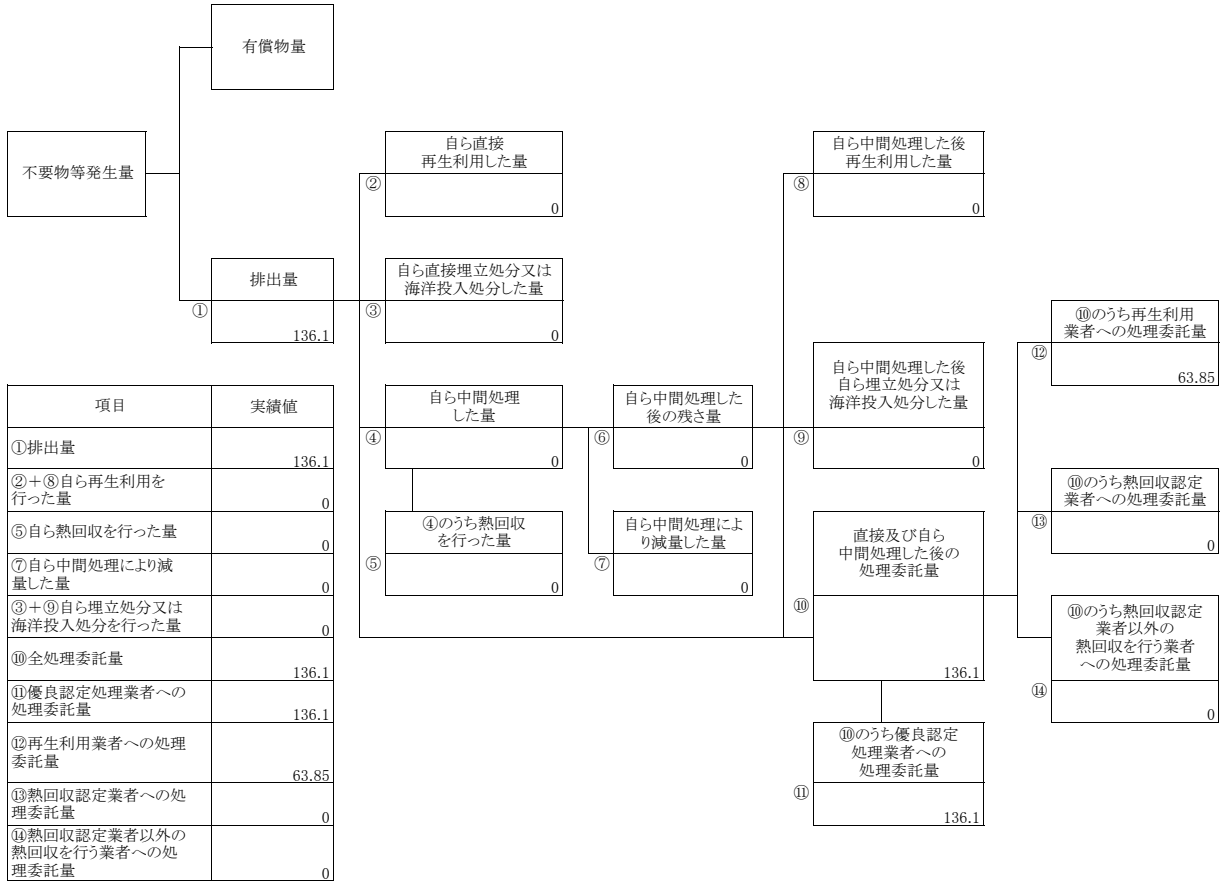 有償物量
不要物等発生量
自ら直接
再生利用した量
②
0
自ら中間処理した後
再生利用した量
⑧
0
排出量
①
136.1
自ら直接埋立処分又は
海洋投入処分した量
③
0
⑩のうち再生利用
業者への処理委託量
⑫
63.85
自ら中間処理
した量
④
0
自ら中間処理した
後の残さ量
⑥
0
自ら中間処理した後
自ら埋立処分又は
海洋投入処分した量
⑨
0
⑩のうち熱回収認定
業者への処理委託量
⑬
0
④のうち熱回収
を行った量
⑤
0
自ら中間処理によ
り減量した量
⑦
0
直接及び自ら
中間処理した後の
処理委託量
⑩
136.1
⑩のうち熱回収認定
業者以外の
熱回収を行う業者
への処理委託量
⑭
0
⑩のうち優良認定
処理業者への
処理委託量
⑪
136.1
項目 実績値
①排出量
136.1
②+⑧自ら再生利用を
行った量
0
⑤自ら熱回収を行った量
0
⑦自ら中間処理により減
量した量
0
③+⑨自ら埋立処分又は
海洋投入処分を行った量
0
⑩全処理委託量
136.1
⑪優良認定処理業者への
処理委託量
136.1
⑫再生利用業者への処理
委託量
63.85
⑬熱回収認定業者への処
理委託量
0
⑭熱回収認定業者以外の
熱回収を行う業者への処
理委託量
0